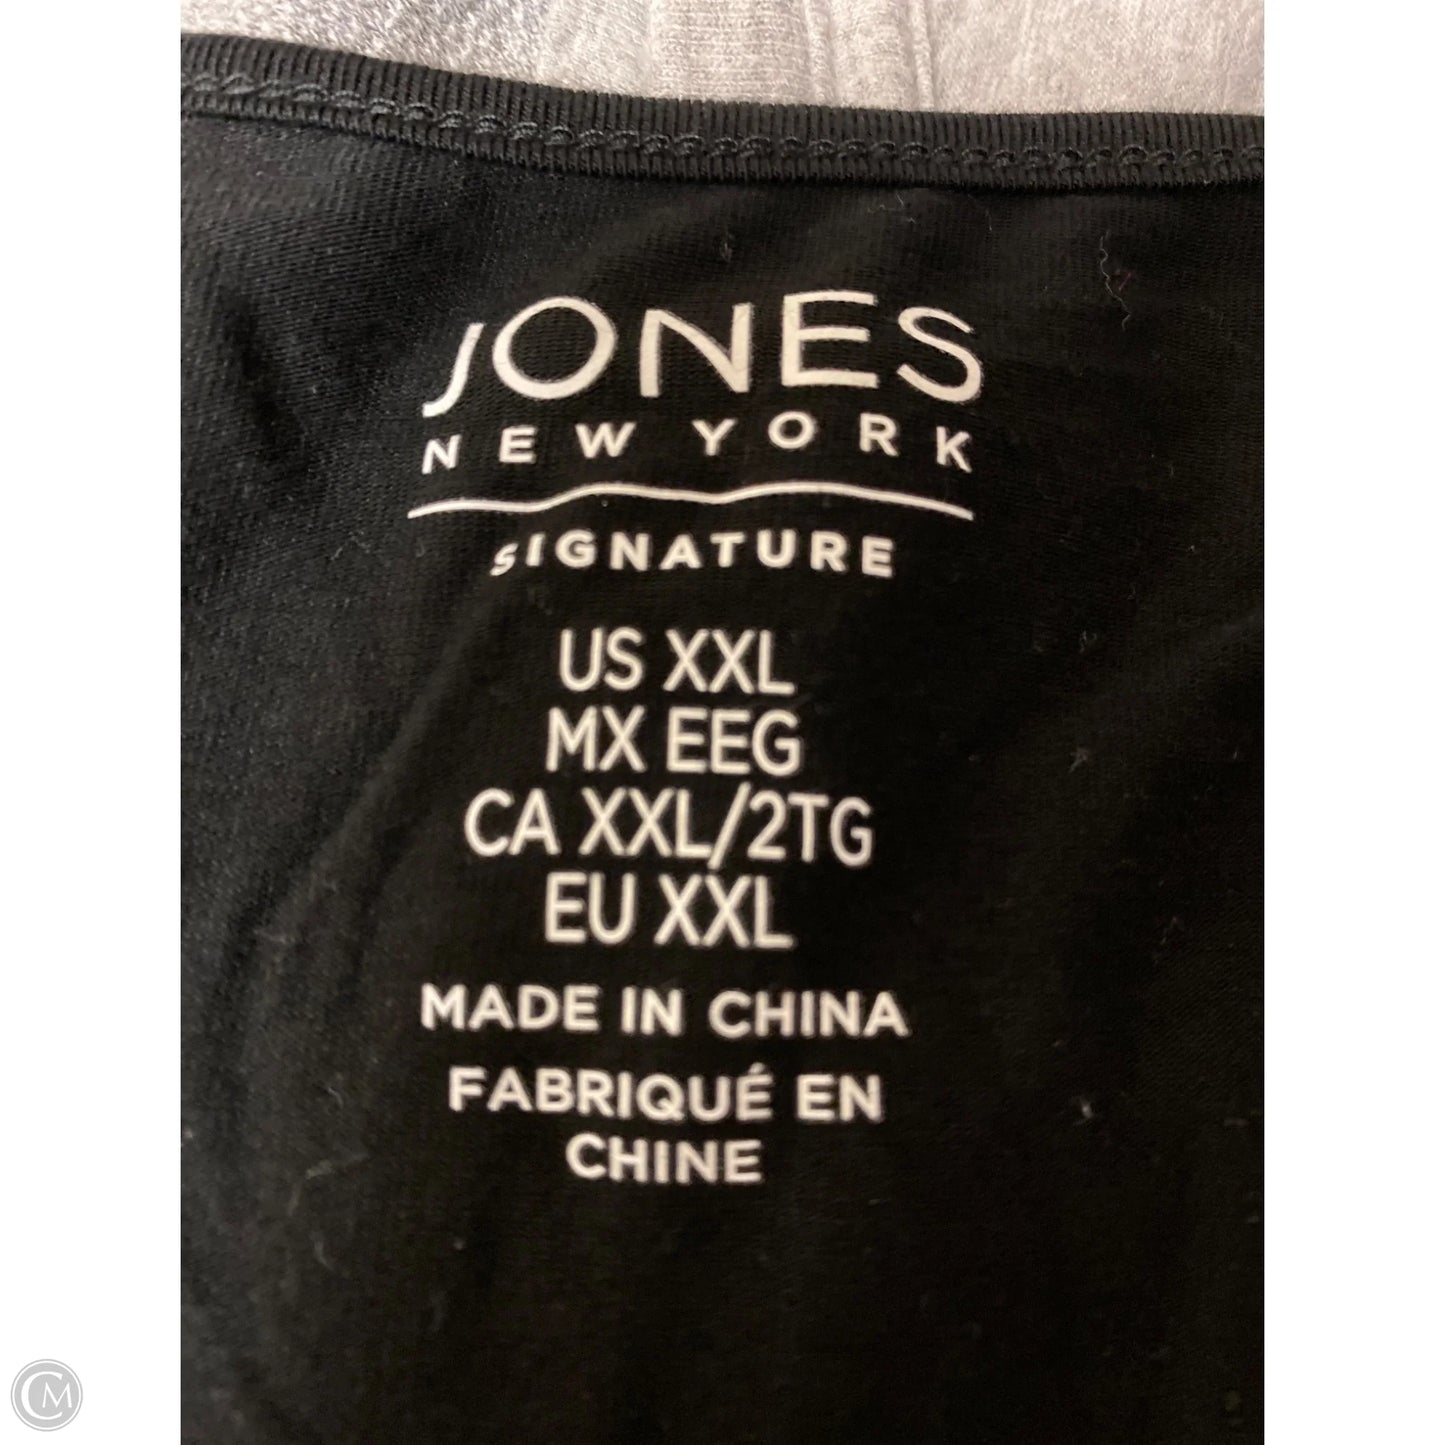 JONES
NEW YORK
SIGNATURE
US XXL
MX EEG
CA XXL/2TG
EU XXL
MADE IN CHINA
FABRIQUÉ EN
CHINE
CM